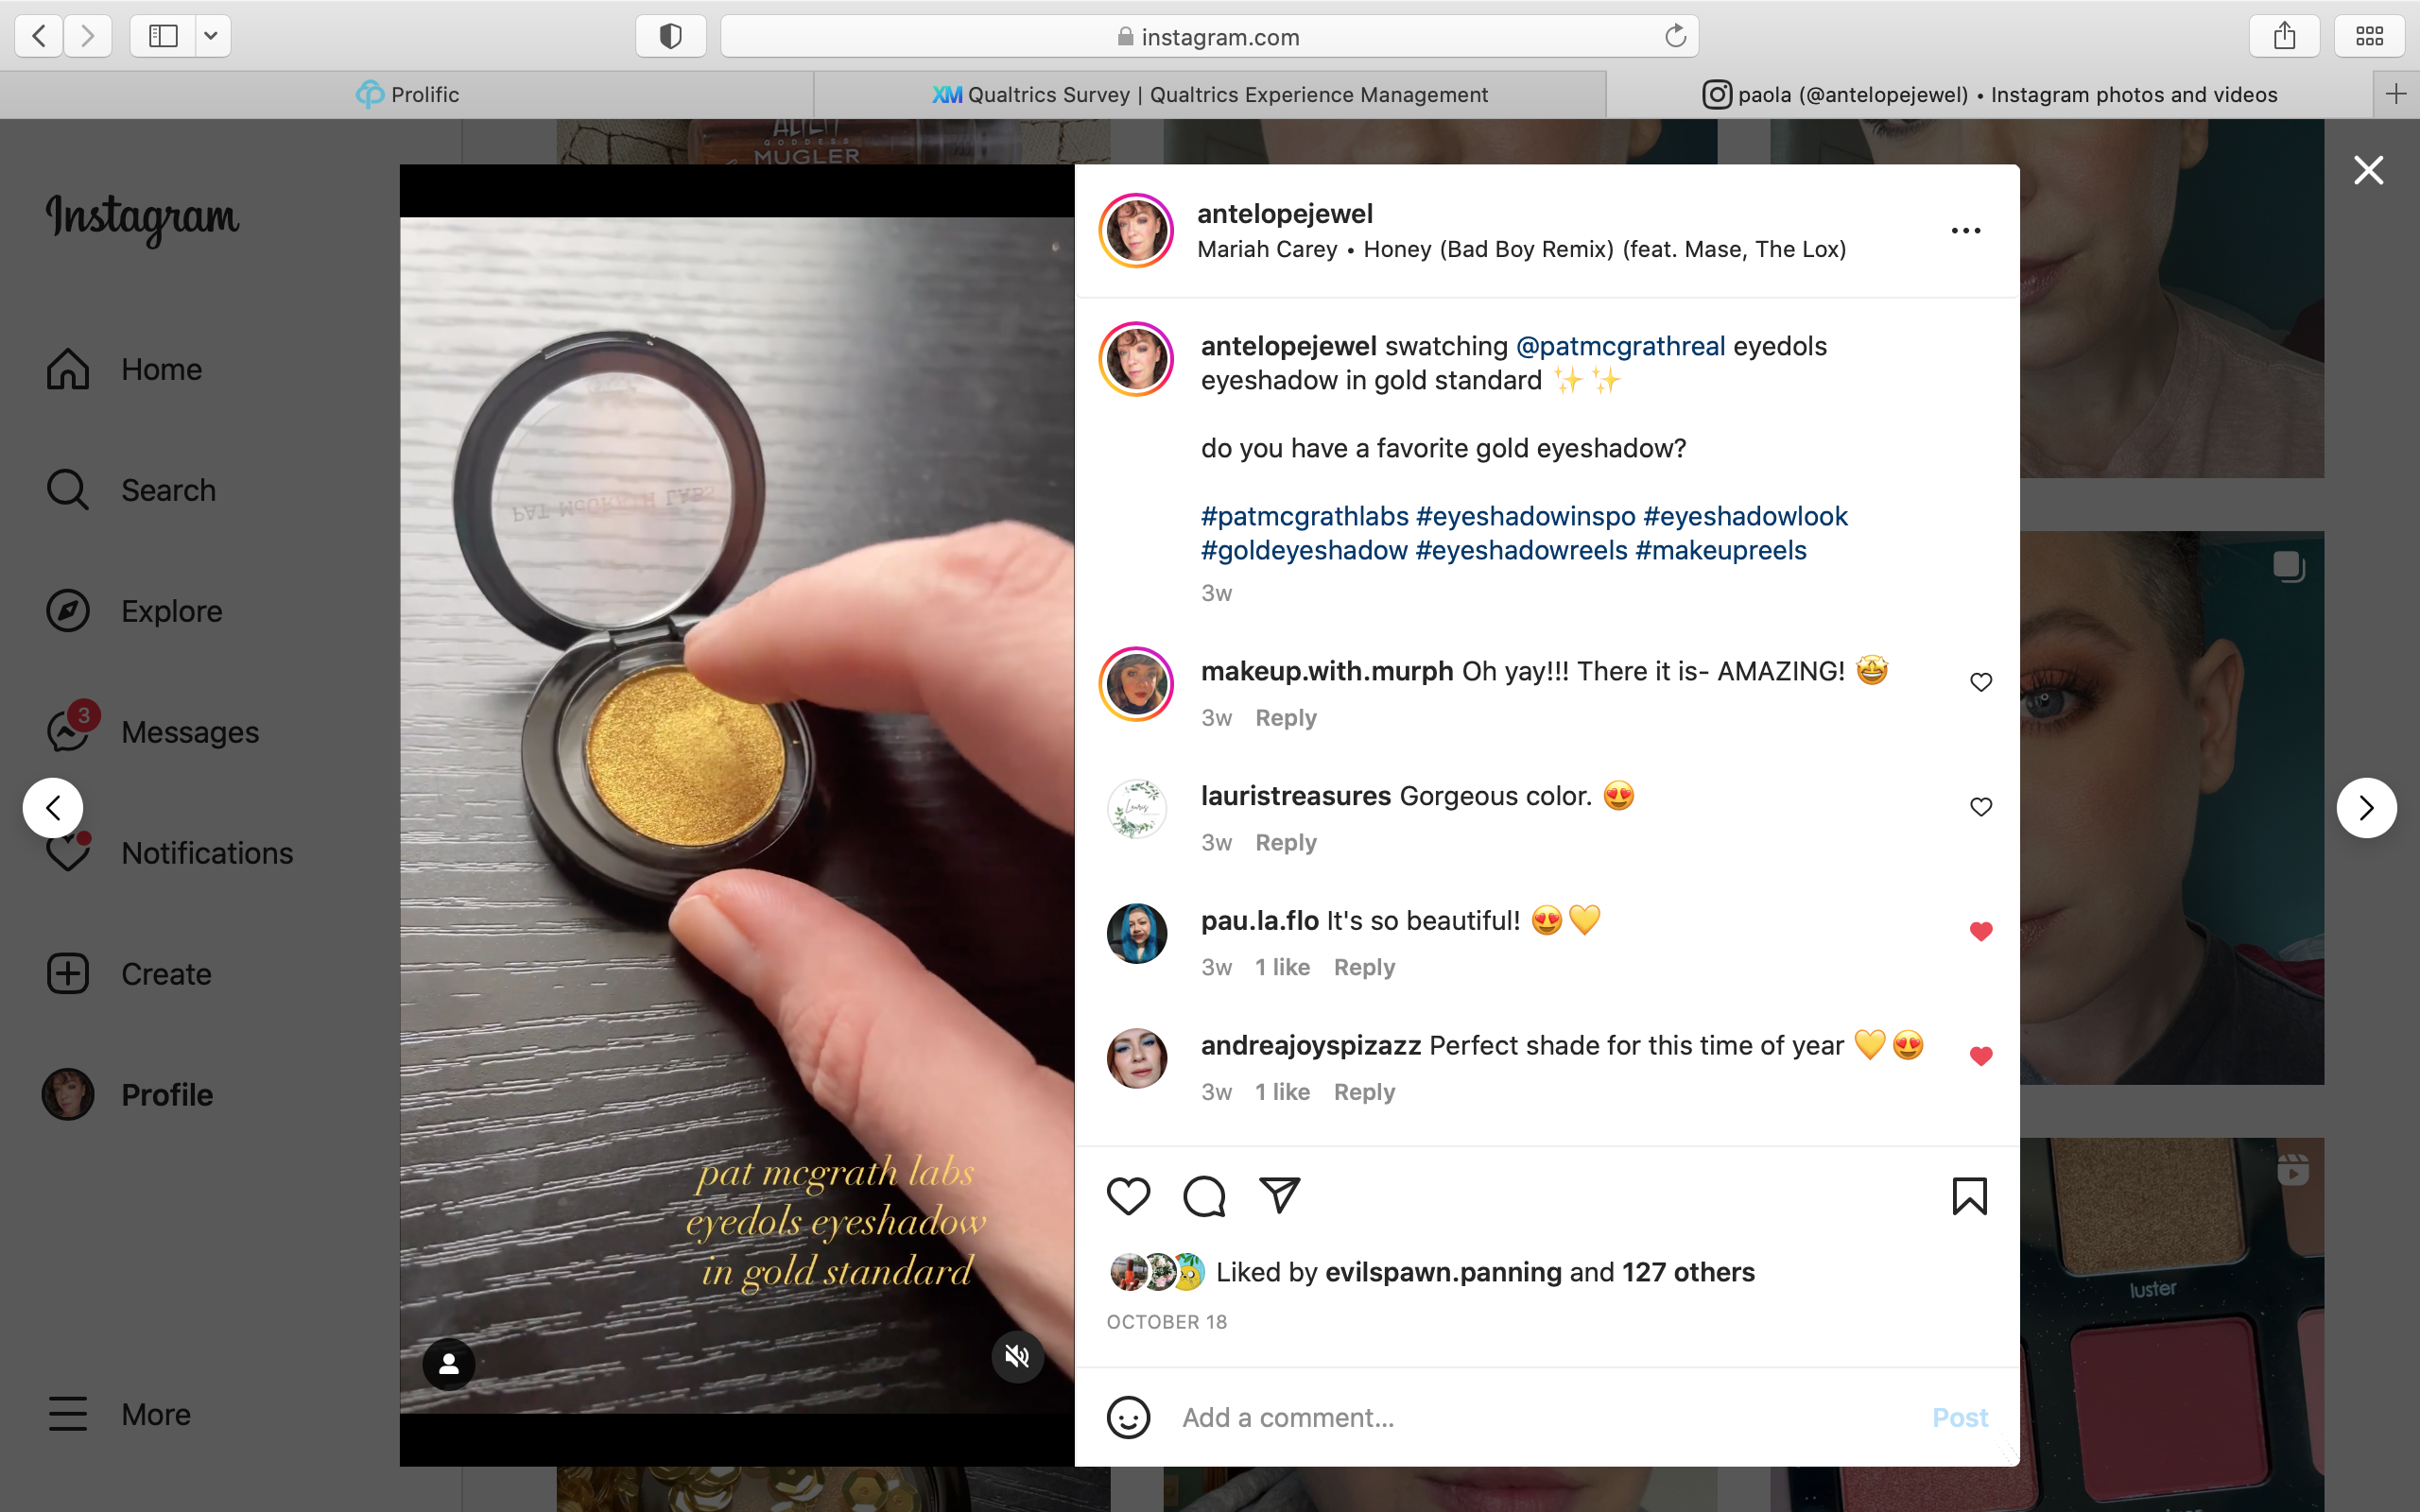 instagram.com
Prolific
XM Qualtrics Survey | Qualtrics Experience Management
paola (@antelopejewel) • Instagram photos and videos
ALIEN
GODDESS
MUGLER
Instagram
Home
Search
Explore
3
Messages
Notifications
Create
Profile
More
PAT McGRATH LABS
pat mcgrath labs
eyedols eyeshadow
in gold standard
antelopejewel
Mariah Carey • Honey (Bad Boy Remix) (feat. Mase, The Lox)
antelopejewel swatching @patmcgrathreal eyedols
eyeshadow in gold standard ✨✨
do you have a favorite gold eyeshadow?
#patmcgrathlabs #eyeshadowinspo #eyeshadowlook
#goldeyeshadow #eyeshadowreels #makeupreels
3w
makeup.with.murph Oh yay!!! There it is- AMAZING! 🤩
3w Reply
lauristreasures Gorgeous color. 😍
3w Reply
pau.la.flo It's so beautiful! 😍💛
3w 1 like Reply
andreajoyspizazz Perfect shade for this time of year 💛😍
3w 1 like Reply
Liked by evilspawn.panning and 127 others
OCTOBER 18
Add a comment...
Post
luster